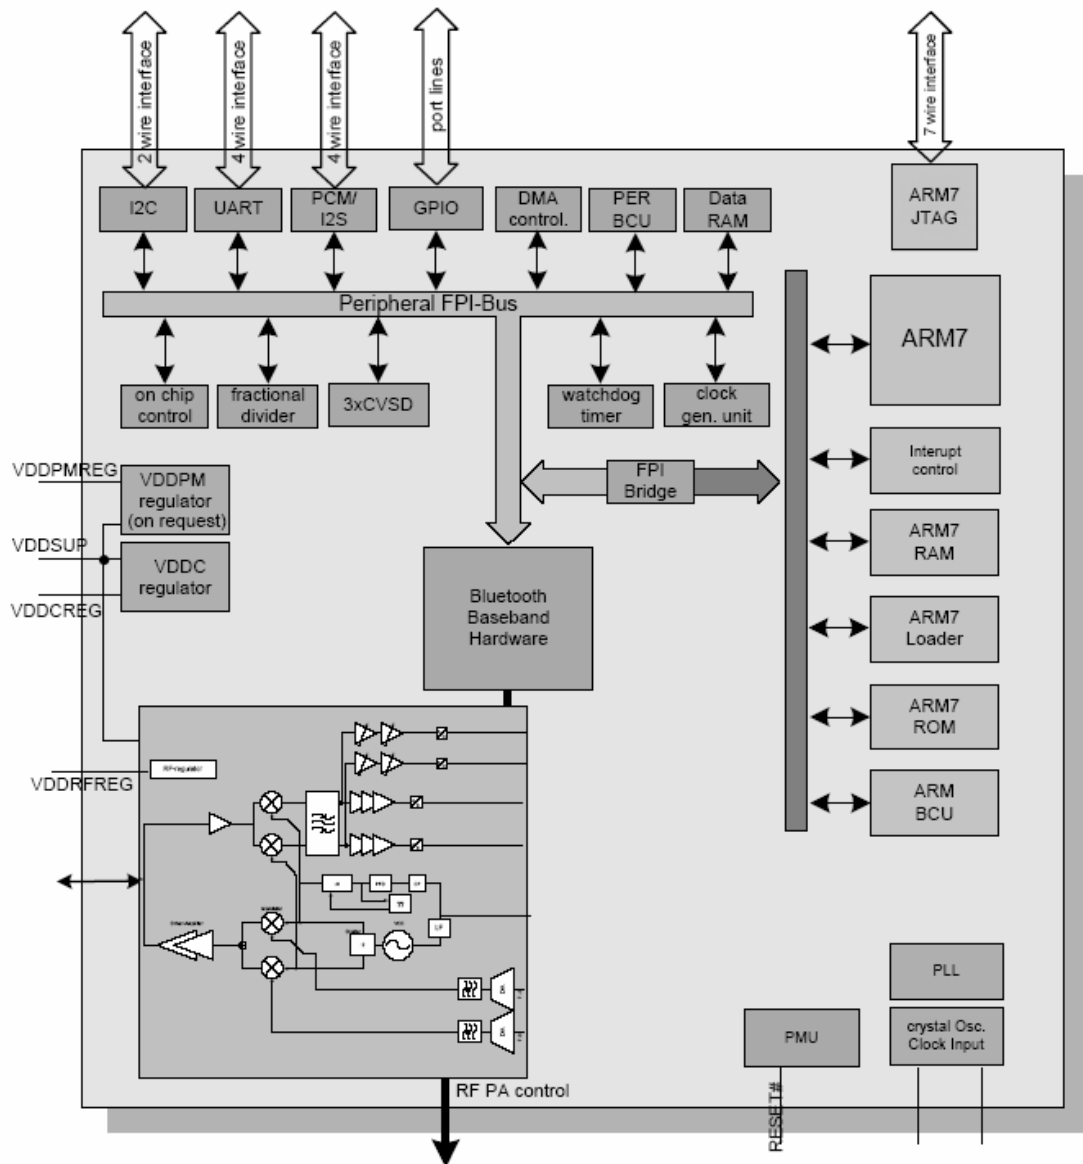 2 wire interface
4 wire interface
4 wire interface
port lines
7 wire interface
I2C
UART
PCM/
I2S
GPIO
DMA
control.
PER
BCU
Data
RAM
ARM7
JTAG
Peripheral FPI-Bus
ARM7
on chip
control
fractional
divider
3xCVSD
watchdog
timer
clock
gen. unit
VDDPMREG
VDDPM
regulator
(on request)
FPI
Bridge
Interupt
control
VDDSUP
VDDC
regulator
VDDCREG
ARM7
RAM
Bluetooth
Baseband
Hardware
ARM7
Loader
ARM7
ROM
VDDRFREG
RF-regulator
ARM
BCU
PLL
PMU
crystal Osc.
Clock Input
RF PA control
RESET#